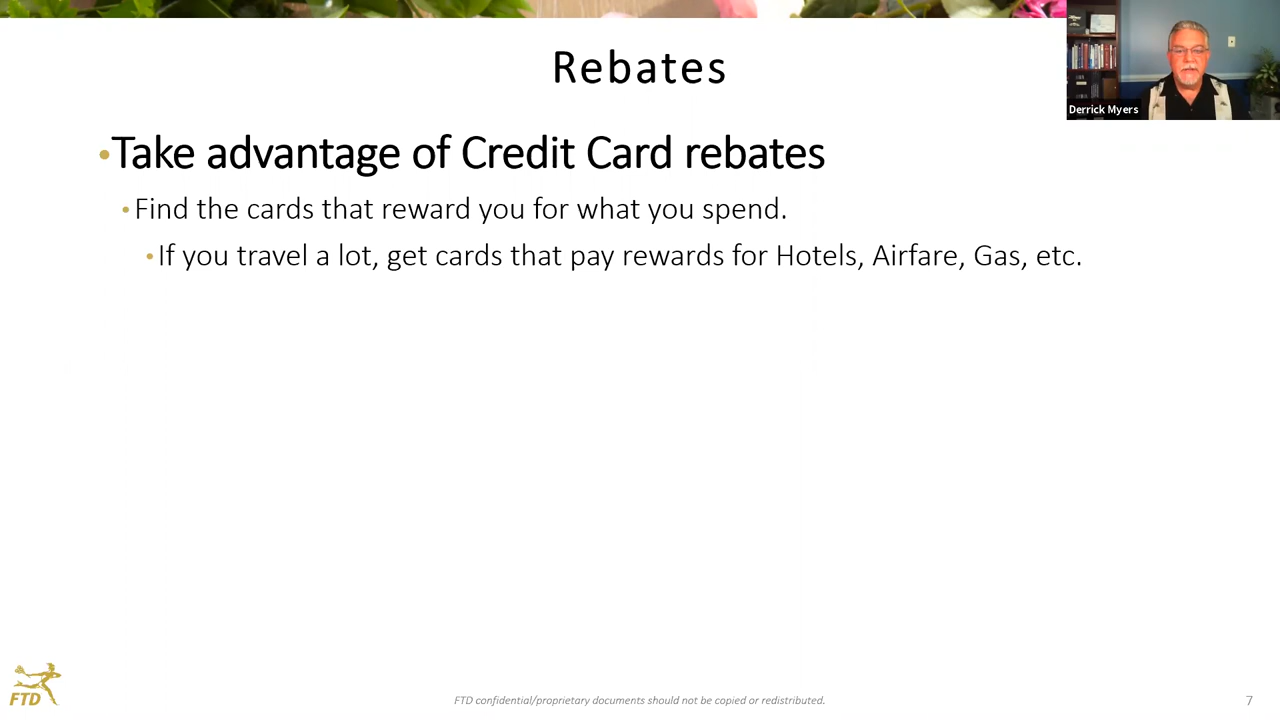 Rebates
Derrick Myers
•Take advantage of Credit Card rebates
•Find the cards that reward you for what you spend.
•If you travel a lot, get cards that pay rewards for Hotels, Airfare, Gas, etc.
FTD
FTD confidential/proprietary documents should not be copied or redistributed.
7